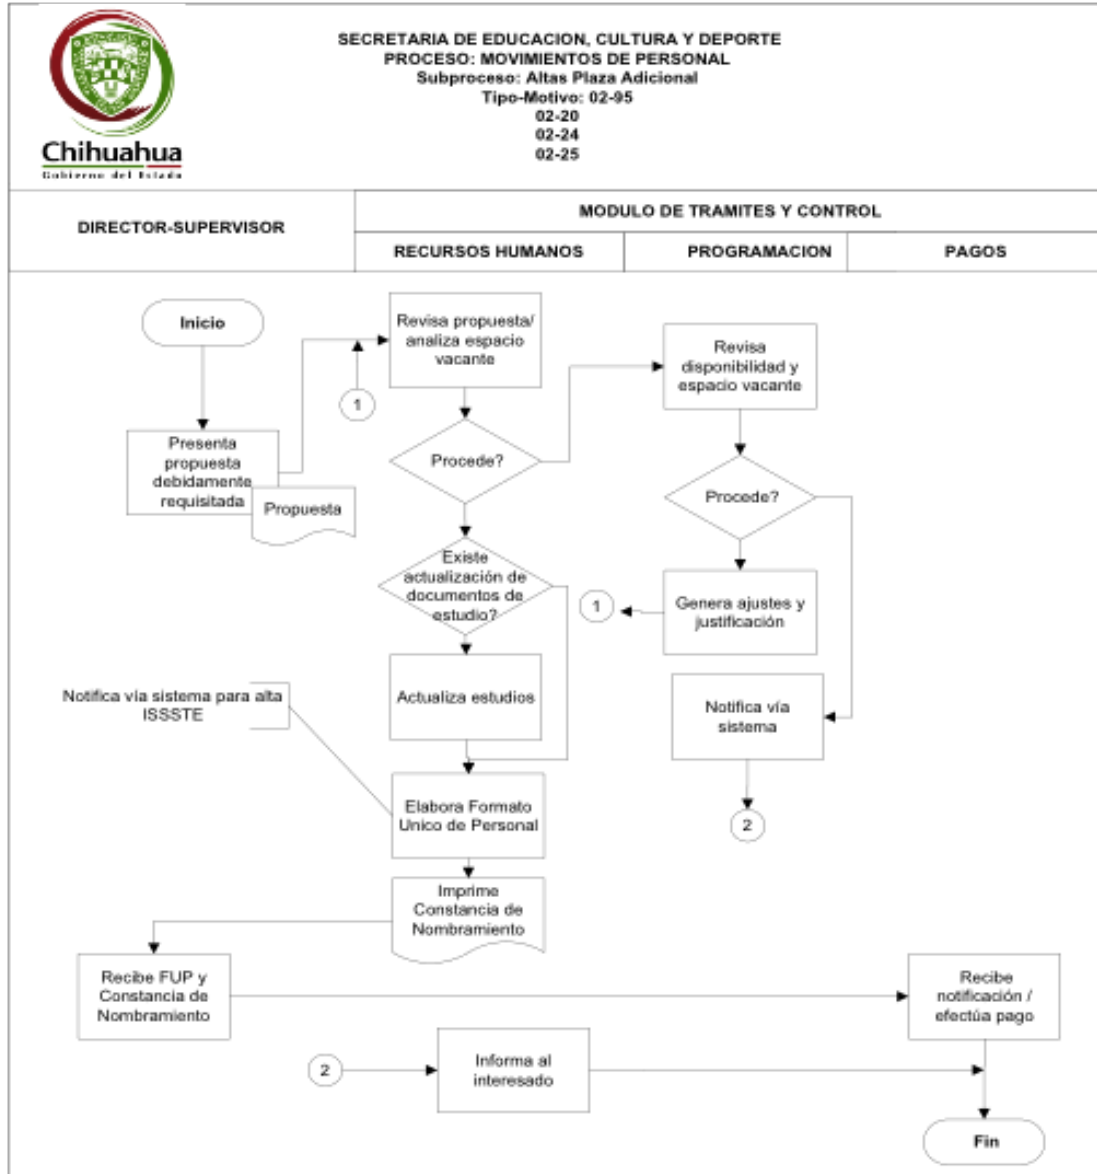 SECRETARIA DE EDUCACION, CULTURA Y DEPORTE
PROCESO: MOVIMIENTOS DE PERSONAL
Subproceso: Altas Plaza Adicional
Tipo-Motivo: 02-95
02-20
02-24
02-25
Chihuahua
Gobierno del Estado
DIRECTOR-SUPERVISOR
MODULO DE TRAMITES Y CONTROL
RECURSOS HUMANOS
PROGRAMACION
PAGOS
Inicio
Revisa propuesta/
analiza espacio
vacante
Revisa
disponibilidad y
espacio vacante
1
Presenta
propuesta
debidamente
requisitada
Propuesta
Procede?
Procede?
Existe
actualización de
documentos de
estudio?
1
Genera ajustes y
justificación
Notifica vía sistema para alta
ISSSTE
Actualiza estudios
Notifica vía
sistema
Elabora Formato
Unico de Personal
2
Imprime
Constancia de
Nombramiento
Recibe FUP y
Constancia de
Nombramiento
Recibe
notificación /
efectúa pago
2
Informa al
interesado
Fin